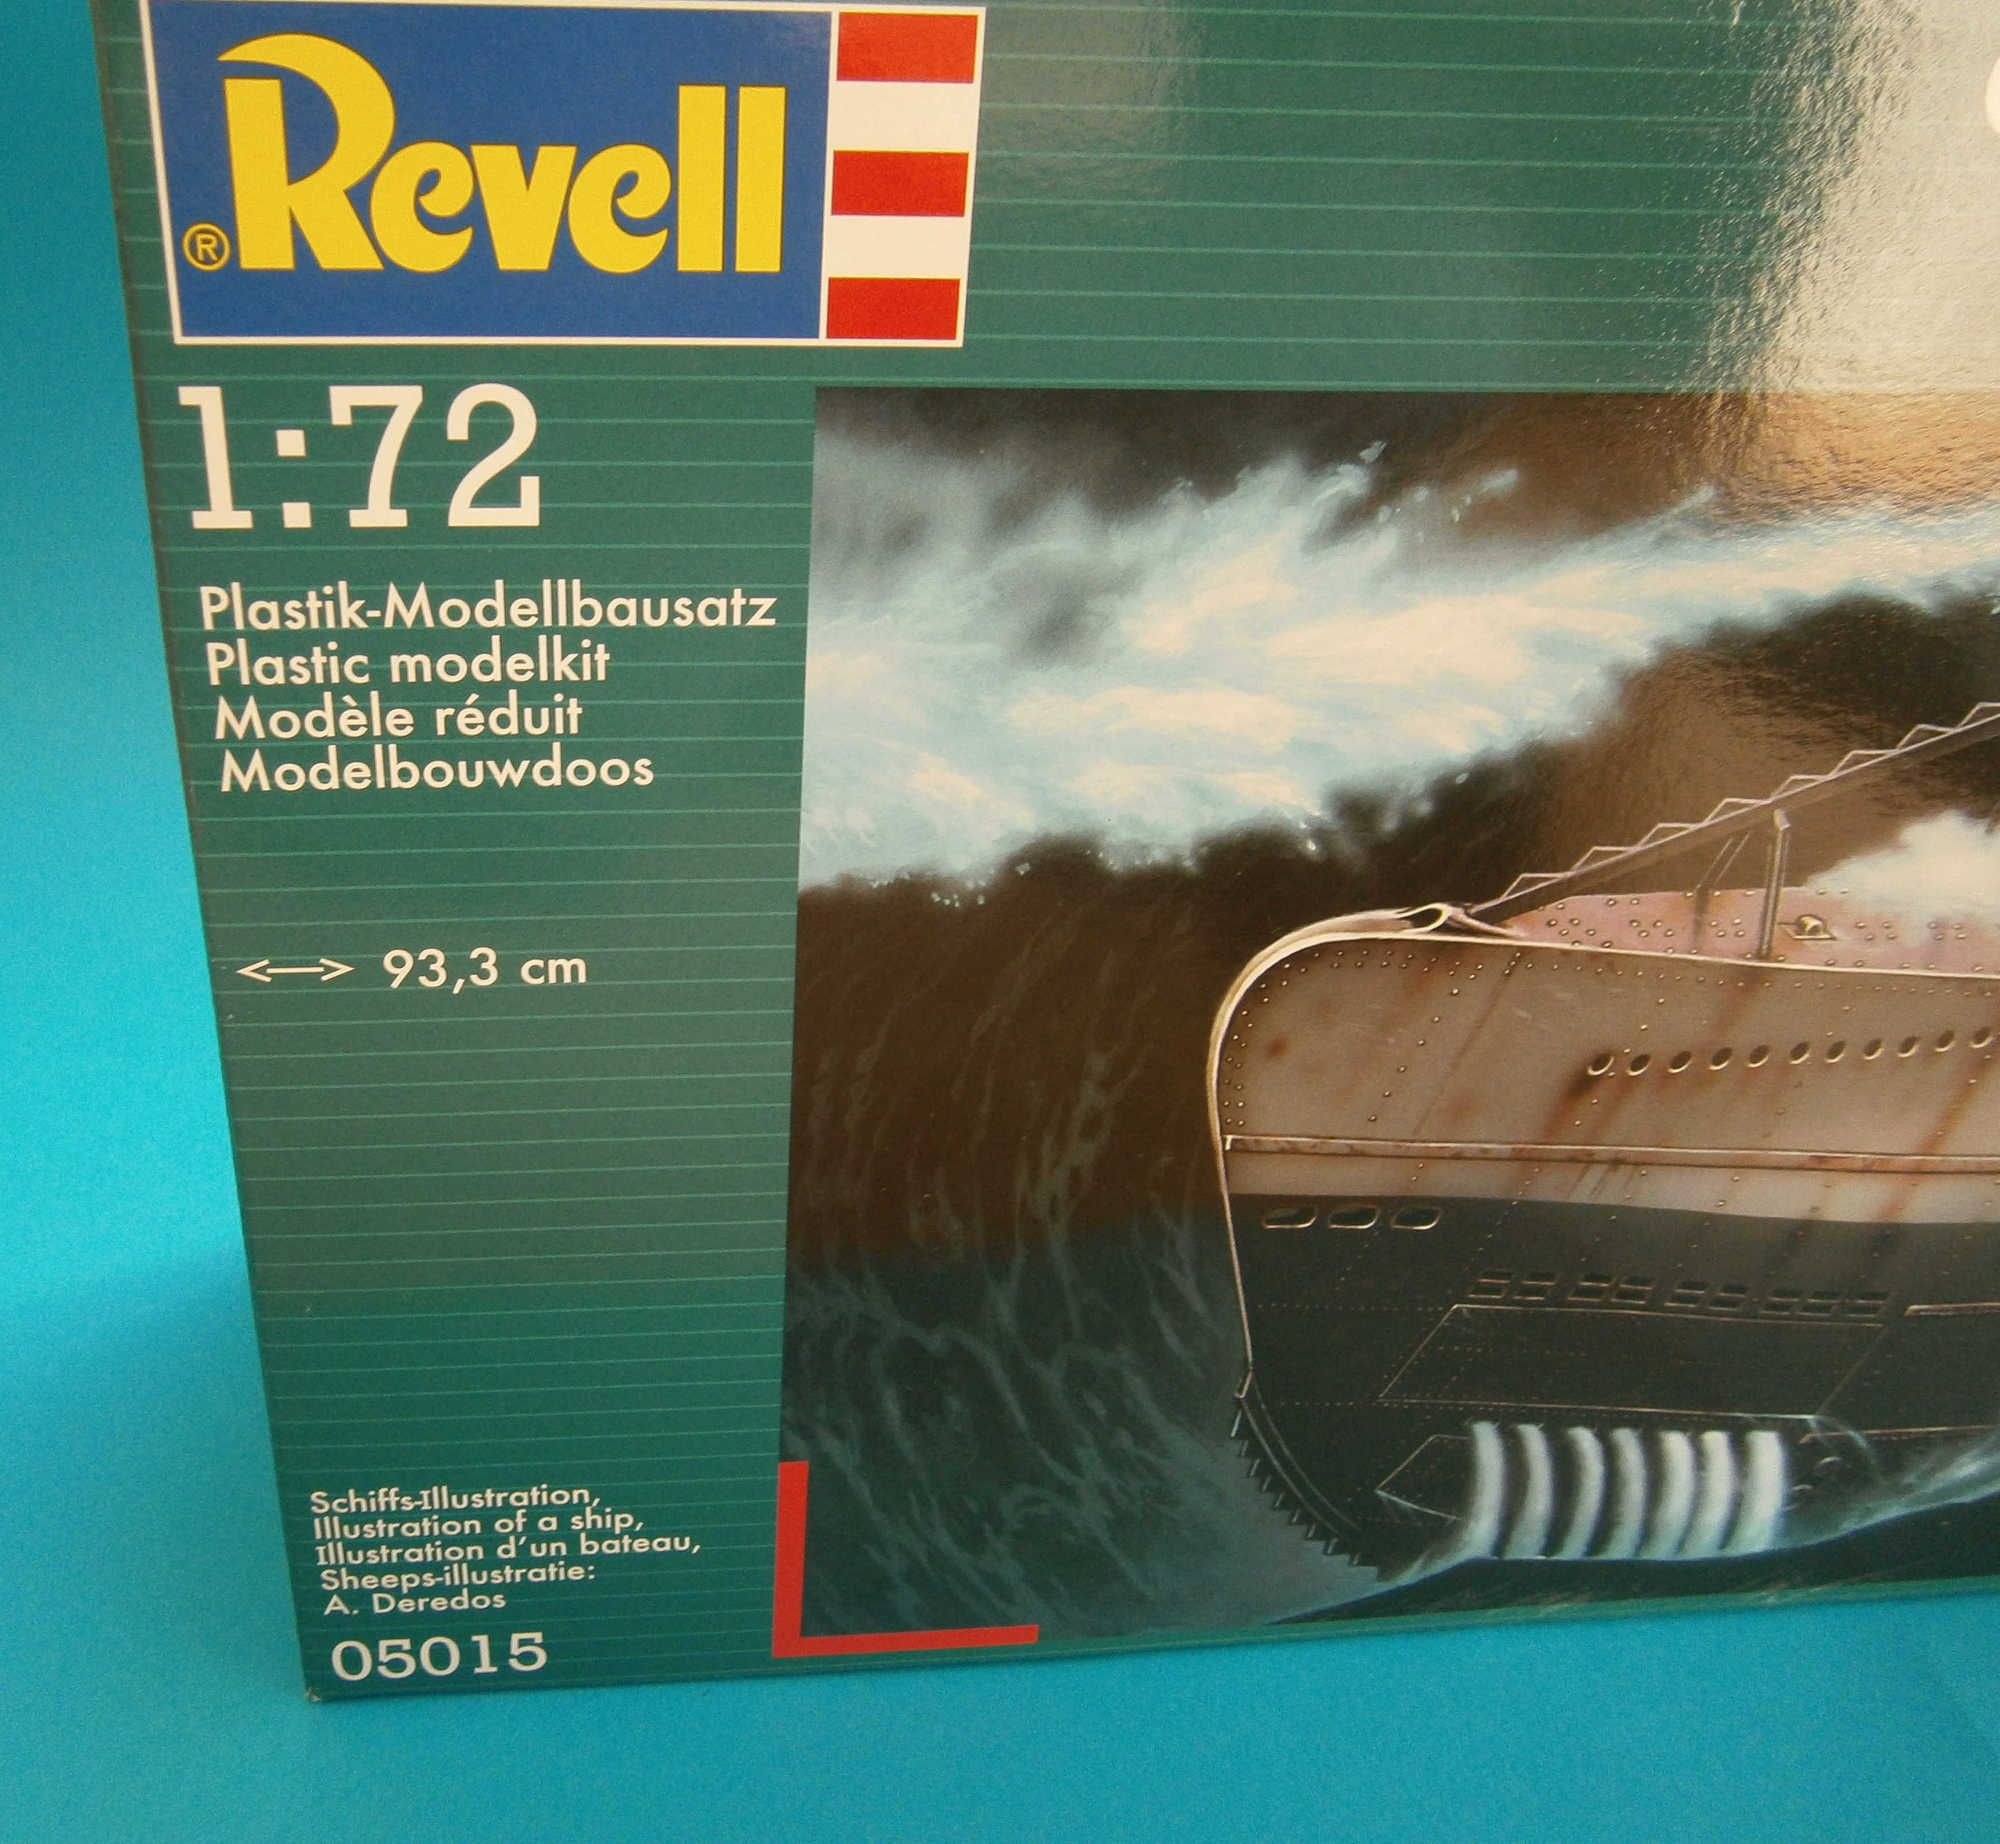 ® Revell
1:72
Plastik-Modellbausatz
Plastic modelkit
Modèle réduit
Modelbouwdoos
93,3 cm
Schiffs-Illustration,
Illustration of a ship,
Illustration d'un bateau,
Sheeps-illustratie:
A. Deredos
05015